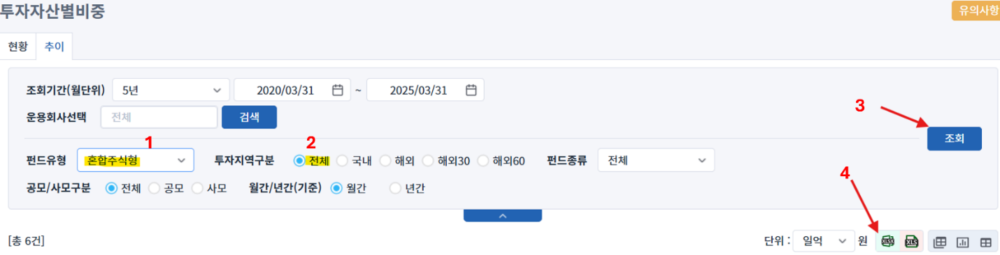 투자자산별비중 유의사항
현황 추이
조회기간(월단위) 5년 2020/03/31 ~ 2025/03/31
운용회사선택 전체 검색
3
조회
1 2
펀드유형 혼합주식형 투자지역구분 전체 국내 해외 해외30 해외60 펀드종류 전체
공모/사모구분 전체 공모 사모 월간/년간(기준) 월간 년간
4
[총 6건] 단위 : 일억 원 XLSX XLS